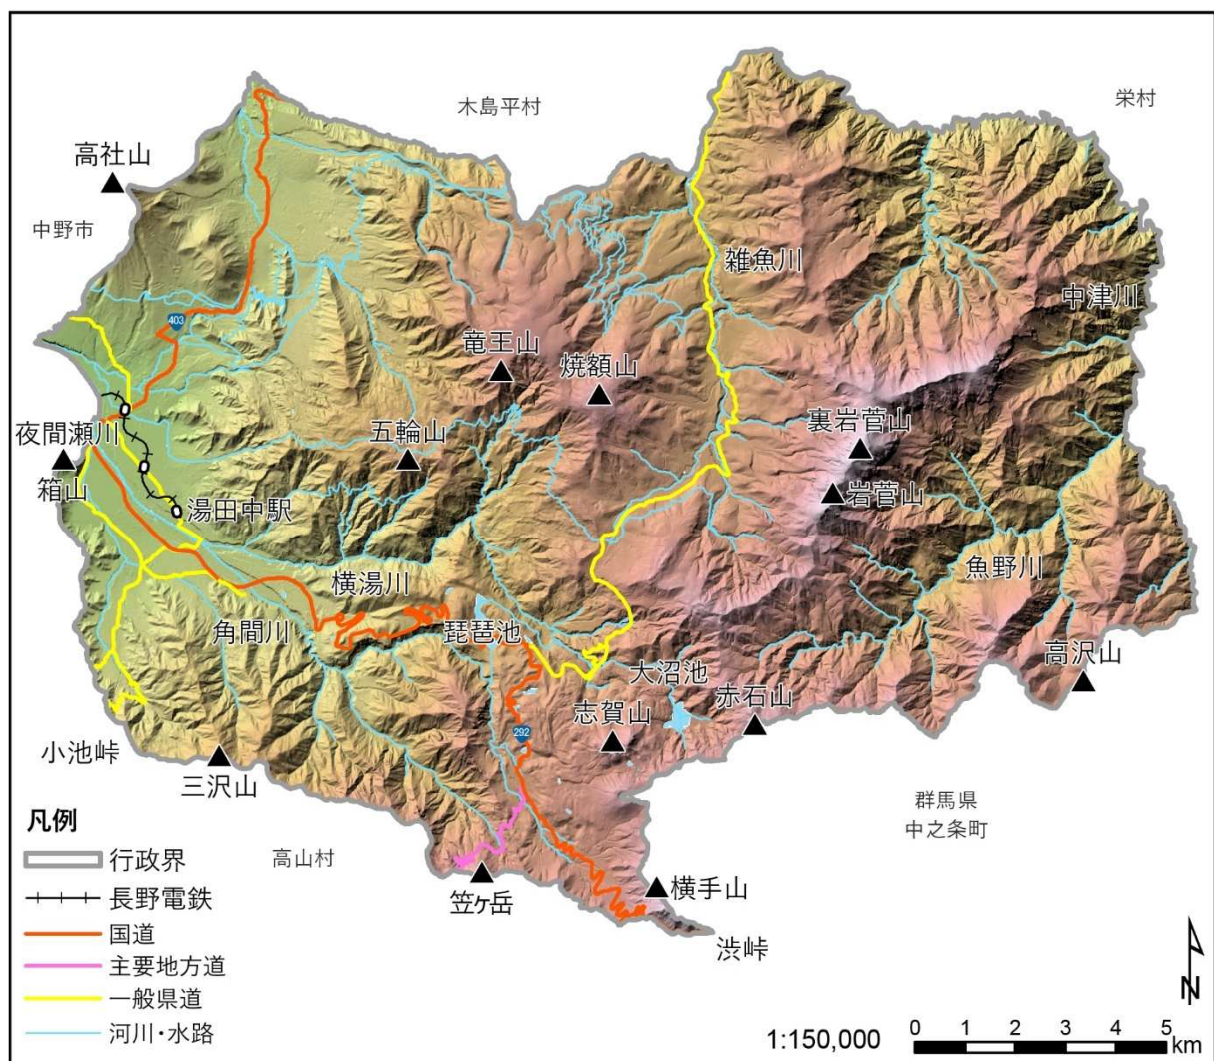 木島平村
栄村
高社山
中野市
雑魚川
中津川
403
竜王山
焼額山
裏岩菅山
夜間瀬川
五輪山
箱山
岩菅山
湯田中駅
横湯川
魚野川
角間川
琵琶池
大沼池
高沢山
志賀山
赤石山
292
小池峠
三沢山
群馬県
中之条町
凡例
行政界
高山村
長野電鉄
笠ヶ岳
横手山
国道
渋峠
主要地方道
一般県道
河川・水路
N
1:150,000
0 1 2 3 4 5
km